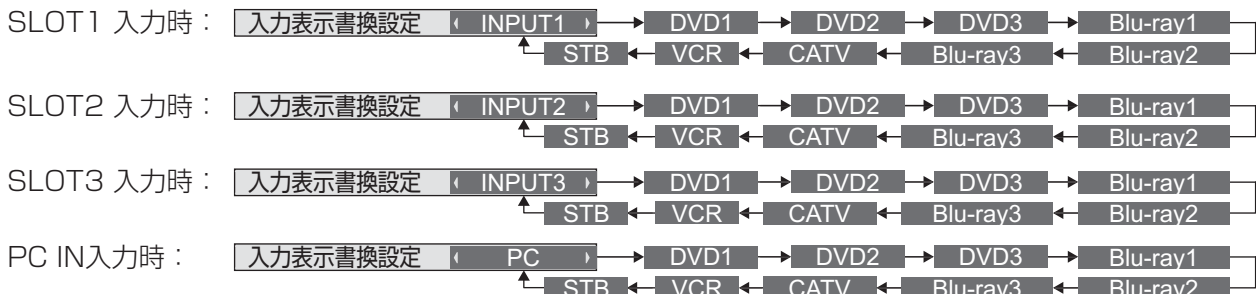 SLOT1 入力時： 入力表示書換設定 INPUT1 DVD1 DVD2 DVD3 Blu-ray1
STB VCR CATV Blu-ray3 Blu-ray2
SLOT2 入力時： 入力表示書換設定 INPUT2 DVD1 DVD2 DVD3 Blu-ray1
STB VCR CATV Blu-ray3 Blu-ray2
SLOT3 入力時： 入力表示書換設定 INPUT3 DVD1 DVD2 DVD3 Blu-ray1
STB VCR CATV Blu-ray3 Blu-ray2
PC IN入力時： 入力表示書換設定 PC DVD1 DVD2 DVD3 Blu-ray1
STB VCR CATV Blu-ray3 Blu-ray2